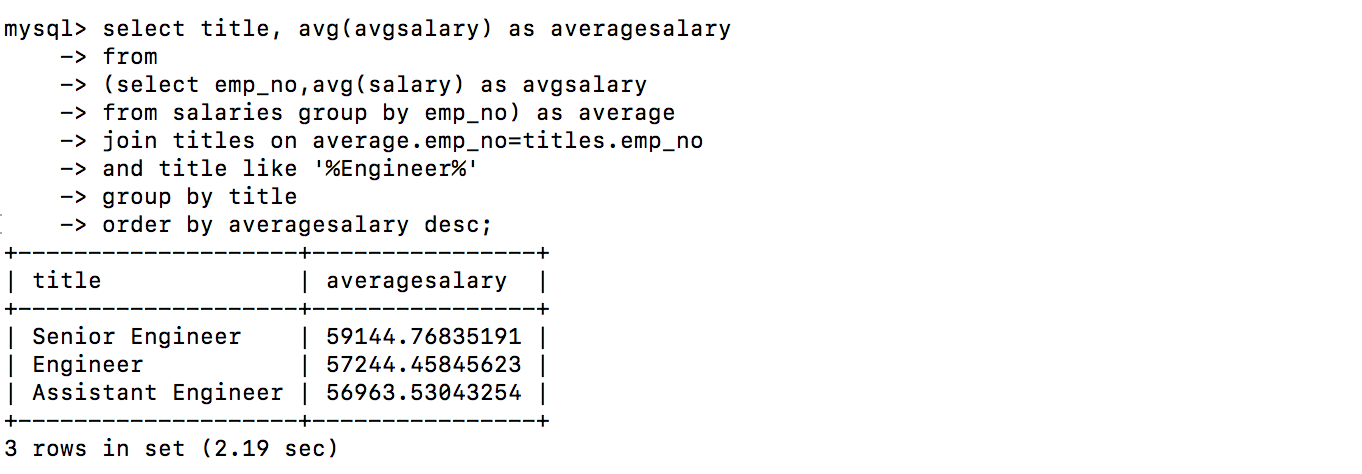 mysql> select title, avg(avgsalary) as averagesalary
    -> from
    -> (select emp_no,avg(salary) as avgsalary
    -> from salaries group by emp_no) as average
    -> join titles on average.emp_no=titles.emp_no
    -> and title like '%Engineer%'
    -> group by title
    -> order by averagesalary desc;
+--------------------+----------------+
| title              | averagesalary  |
+--------------------+----------------+
| Senior Engineer    | 59144.76835191 |
| Engineer           | 57244.45845623 |
| Assistant Engineer | 56963.53043254 |
+--------------------+----------------+
3 rows in set (2.19 sec)